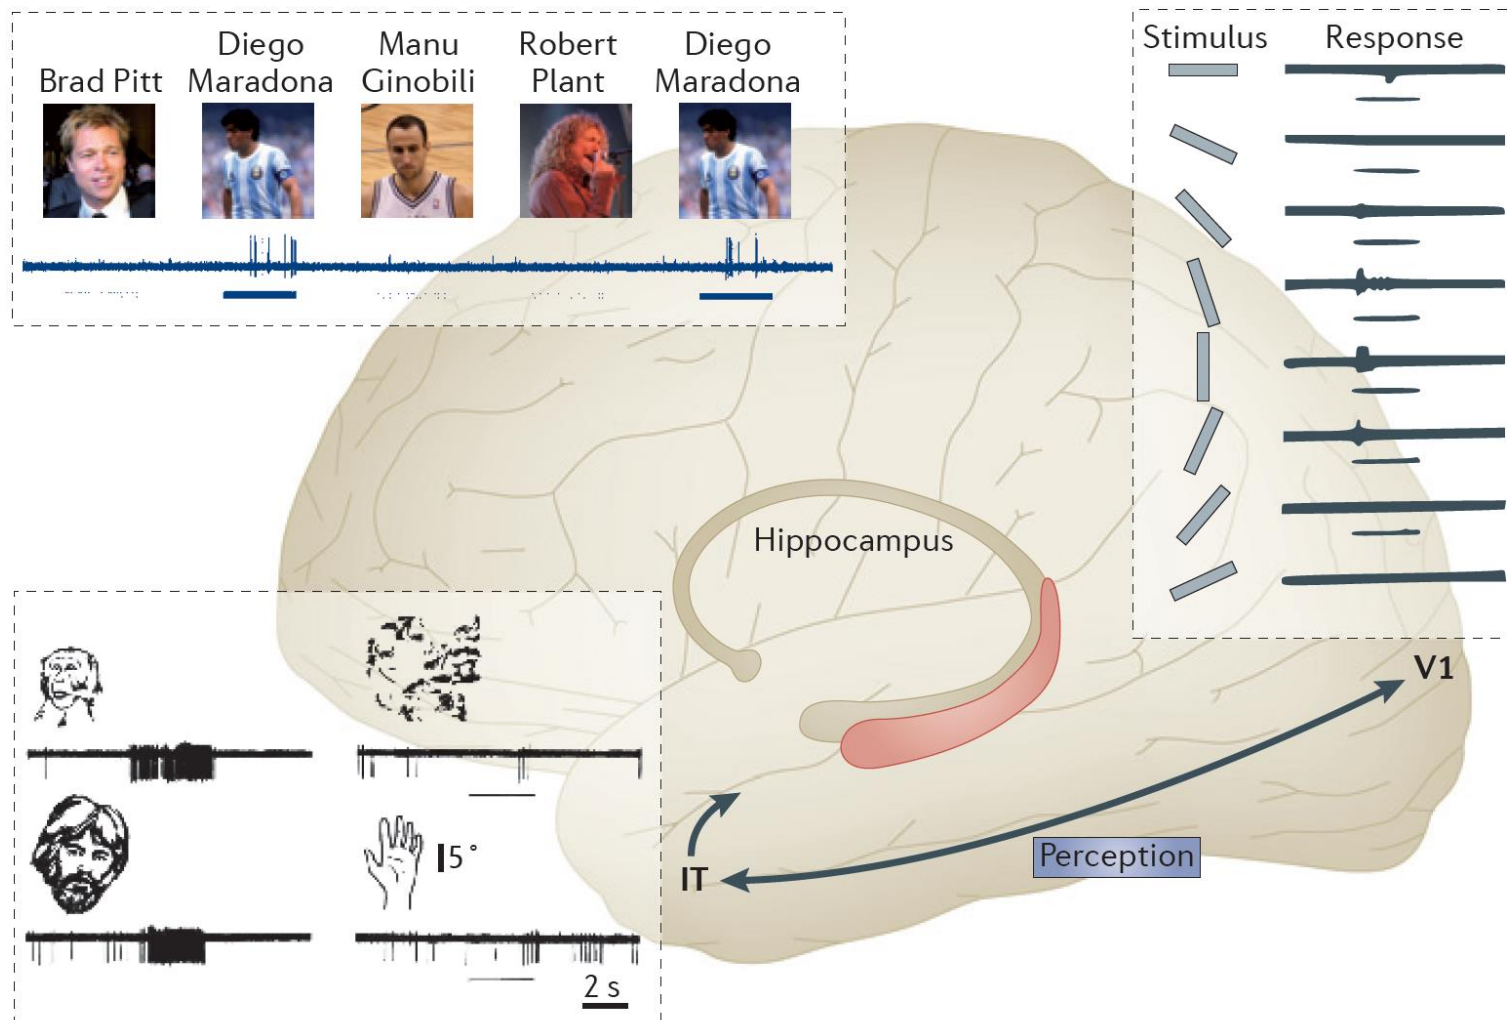 Brad Pitt
Diego
Maradona
Manu
Ginobili
Robert
Plant
Diego
Maradona
Stimulus
Response
Hippocampus
V1
IT
Perception
5°
2 s